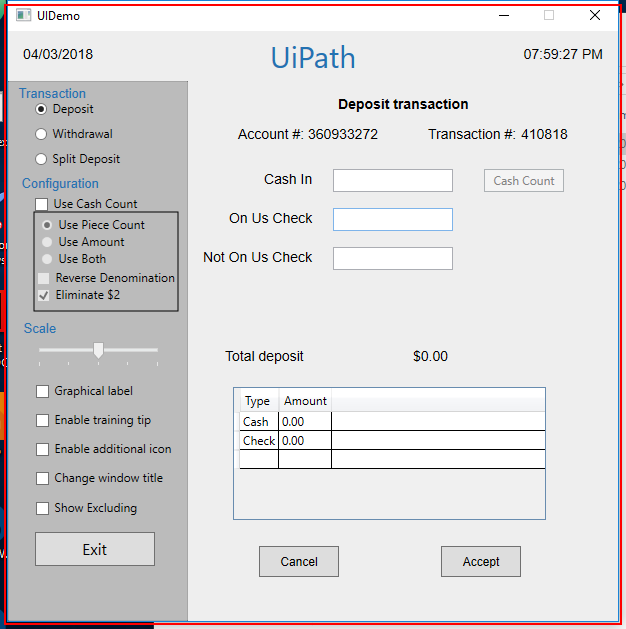 UIDemo
04/03/2018
UiPath
07:59:27 PM
Transaction
Deposit
Withdrawal
Split Deposit
Configuration
Use Cash Count
Use Piece Count
Use Amount
Use Both
Reverse Denomination
Eliminate $2
Scale
Graphical label
Enable training tip
Enable additional icon
Change window title
Show Excluding
Exit
Deposit transaction
Account #: 360933272 Transaction #: 410818
Cash In
Cash Count
On Us Check
Not On Us Check
Total deposit $0.00
Type Amount
Cash 0.00
Check 0.00
Cancel Accept